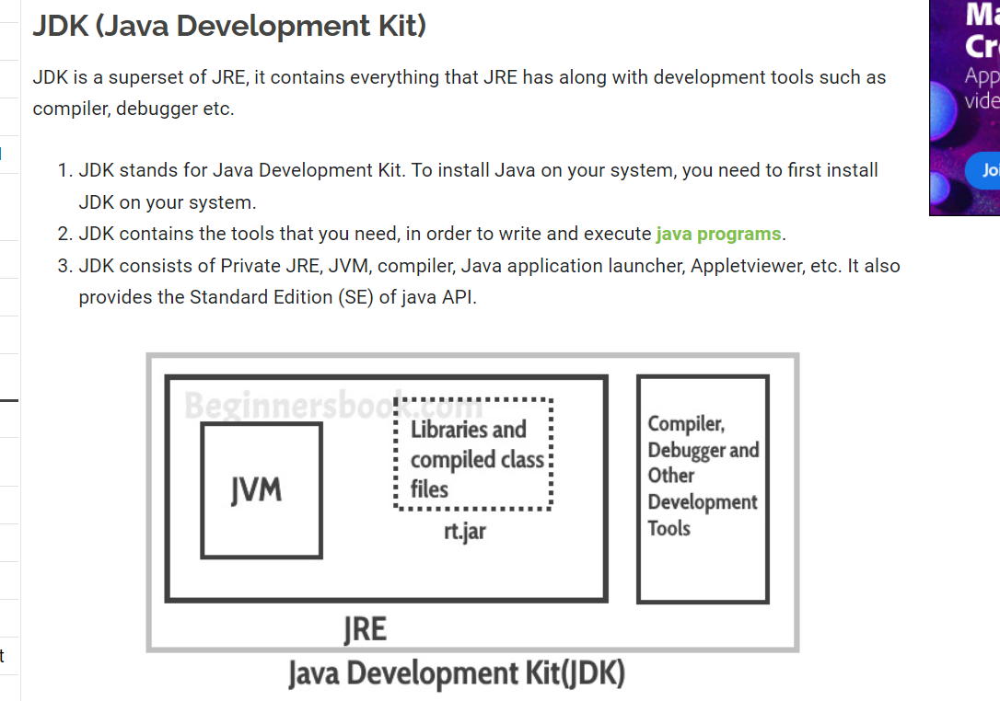 JDK (Java Development Kit)
JDK is a superset of JRE, it contains everything that JRE has along with development tools such as
compiler, debugger etc.
1. JDK stands for Java Development Kit. To install Java on your system, you need to first install
JDK on your system.
2. JDK contains the tools that you need, in order to write and execute java programs.
3. JDK consists of Private JRE, JVM, compiler, Java application launcher, Appletviewer, etc. It also
provides the Standard Edition (SE) of java API.
Beginnersbook.com
JVM
Libraries and
compiled class
files
rt.jar
Compiler,
Debugger and
Other
Development
Tools
JRE
Java Development Kit(JDK)
App